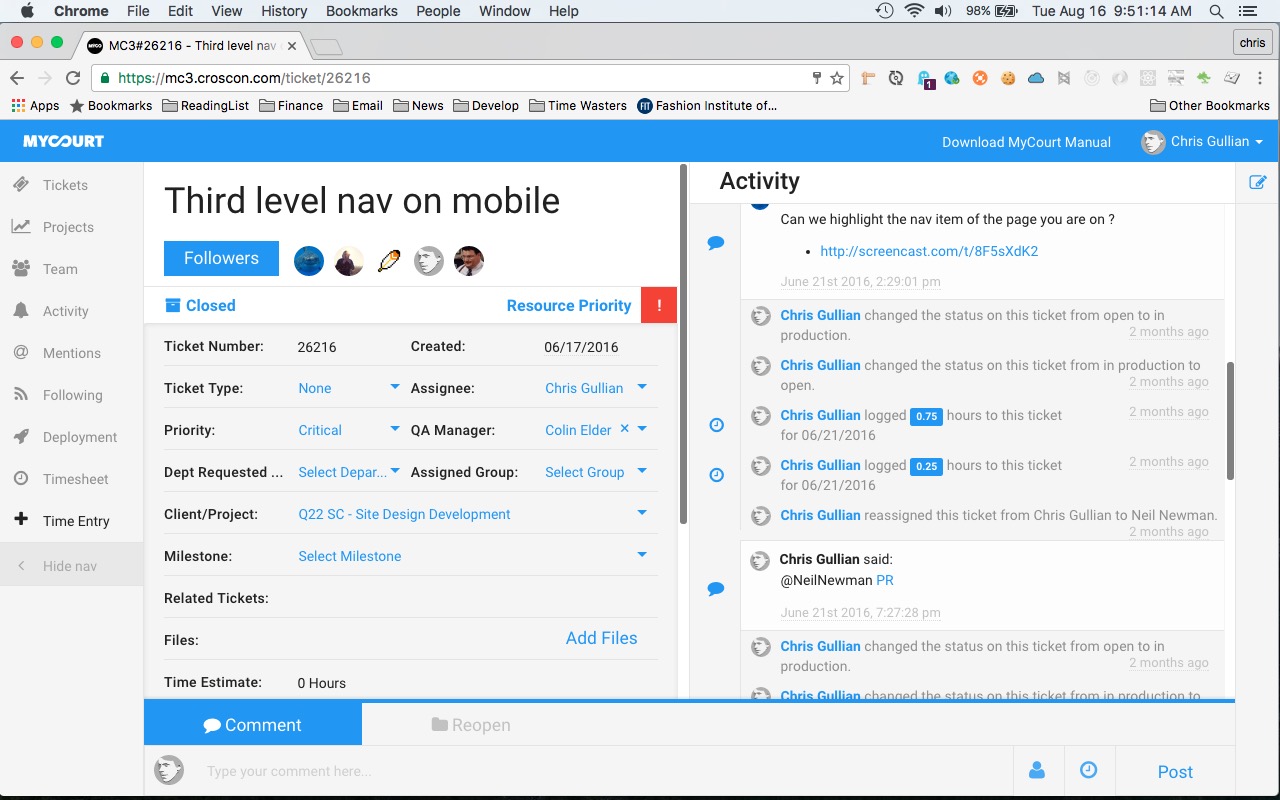 Chrome File Edit View History Bookmarks People Window Help 98% Tue Aug 16 9:51:14 AM
MYCO MC3#26216 - Third level nav chris
https://mc3.croscon.com/ticket/26216 1
Apps Bookmarks ReadingList Finance Email News Develop Time Wasters FIT Fashion Institute of... Other Bookmarks
MYCOURT Download MyCourt Manual Chris Gullian
Tickets
Projects
Team
Activity
Mentions
Following
Deployment
Timesheet
Time Entry
Hide nav
Third level nav on mobile
Followers
Closed Resource Priority !
Ticket Number: 26216 Created: 06/17/2016
Ticket Type: None Assignee: Chris Gullian
Priority: Critical QA Manager: Colin Elder ×
Dept Requested ... Select Depar... Assigned Group: Select Group
Client/Project: Q22 SC - Site Design Development
Milestone: Select Milestone
Related Tickets:
Files: Add Files
Time Estimate: 0 Hours
Activity
Can we highlight the nav item of the page you are on ?
• http://screencast.com/t/8F5sXdK2
June 21st 2016, 2:29:01 pm
Chris Gullian changed the status on this ticket from open to in
production. 2 months ago
Chris Gullian changed the status on this ticket from in production to
open. 2 months ago
Chris Gullian logged 0.75 hours to this ticket 2 months ago
for 06/21/2016
Chris Gullian logged 0.25 hours to this ticket 2 months ago
for 06/21/2016
Chris Gullian reassigned this ticket from Chris Gullian to Neil Newman.
2 months ago
Chris Gullian said:
@NeilNewman PR
June 21st 2016, 7:27:28 pm
Chris Gullian changed the status on this ticket from open to in
production. 2 months ago
Chris Gullian changed the status on this ticket from in production to
Comment Reopen
Type your comment here... Post